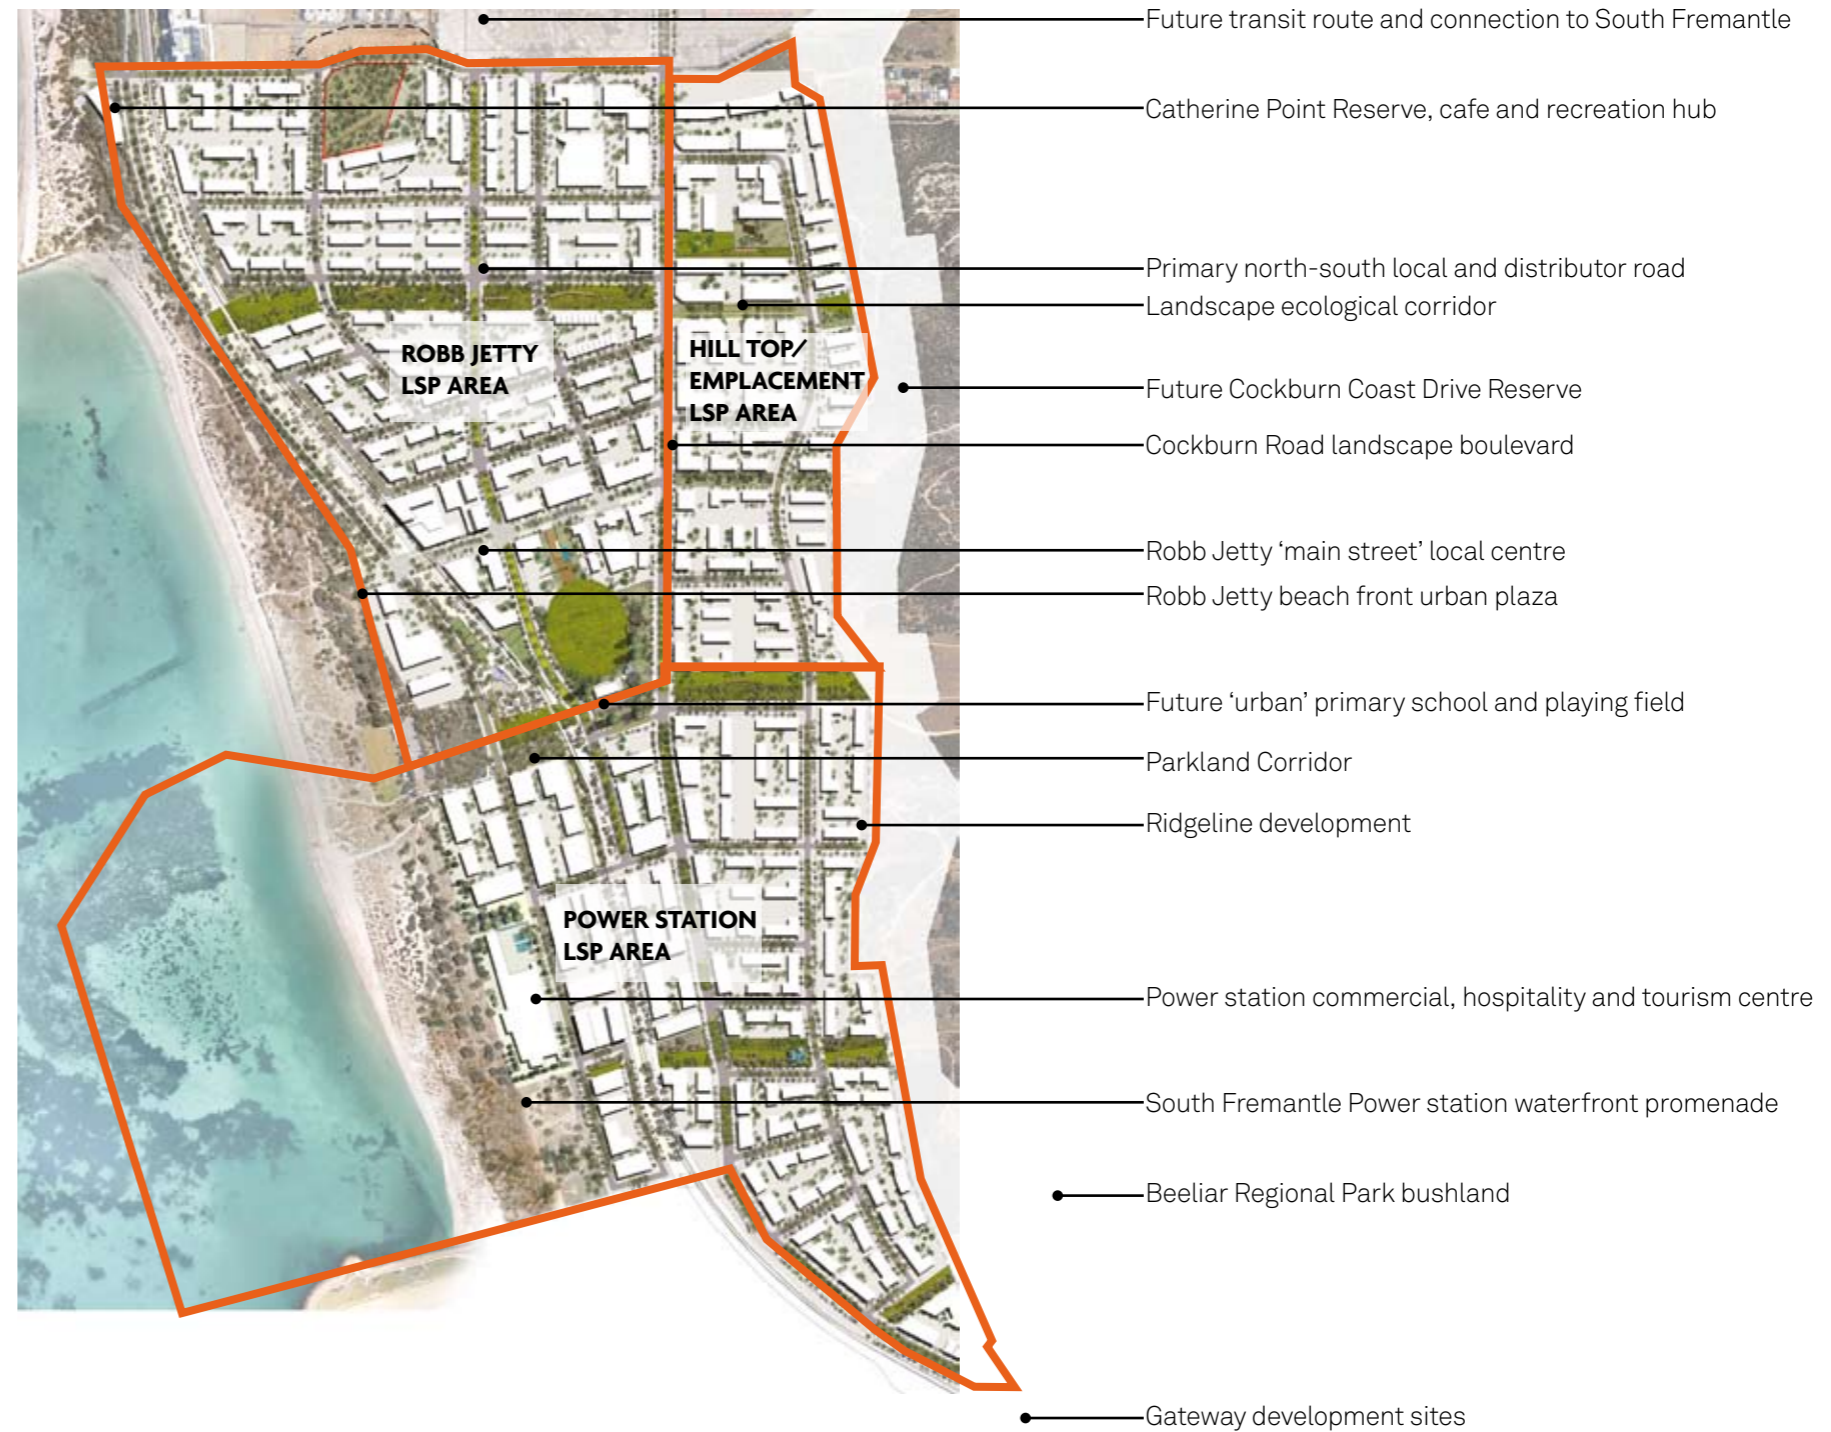 Future transit route and connection to South Fremantle
Catherine Point Reserve, cafe and recreation hub
Primary north-south local and distributor road
Landscape ecological corridor
ROBB JETTY
LSP AREA
HILL TOP/
EMPLACEMENT
LSP AREA
Future Cockburn Coast Drive Reserve
Cockburn Road landscape boulevard
Robb Jetty ‘main street’ local centre
Robb Jetty beach front urban plaza
Future ‘urban’ primary school and playing field
Parkland Corridor
Ridgeline development
POWER STATION
LSP AREA
Power station commercial, hospitality and tourism centre
South Fremantle Power station waterfront promenade
Beeliar Regional Park bushland
Gateway development sites